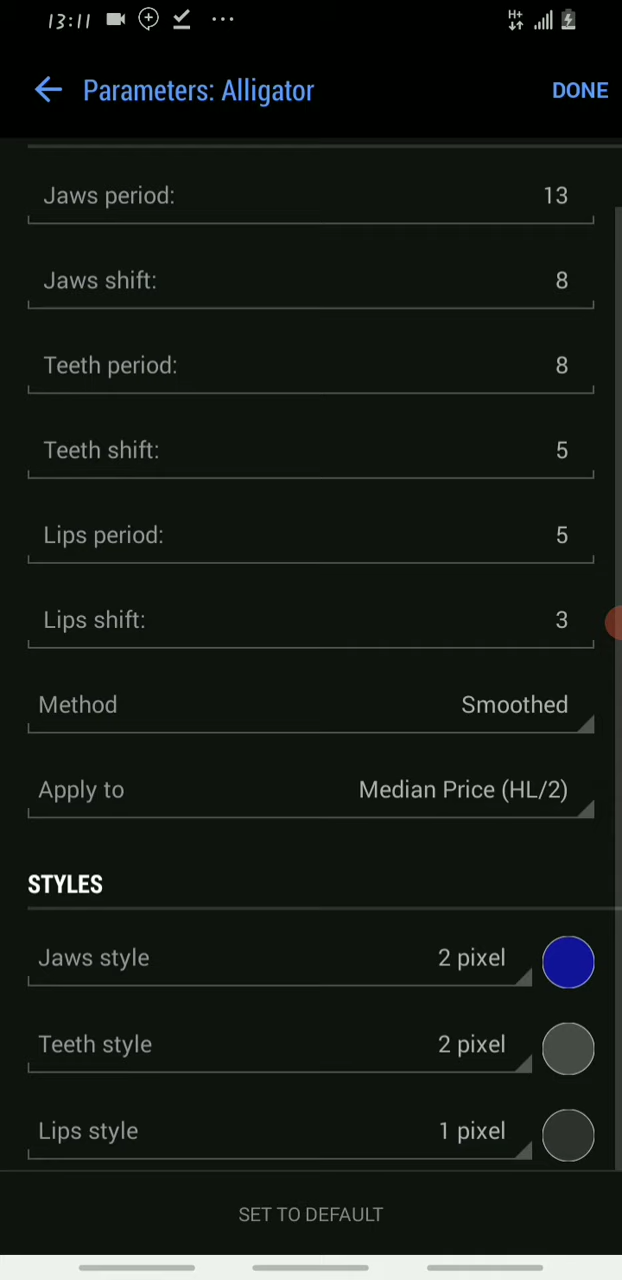 13:11 H+
Parameters: Alligator DONE
Jaws period: 13
Jaws shift: 8
Teeth period: 8
Teeth shift: 5
Lips period: 5
Lips shift: 3
Method Smoothed
Apply to Median Price (HL/2)
STYLES
Jaws style 2 pixel
Teeth style 2 pixel
Lips style 1 pixel
SET TO DEFAULT